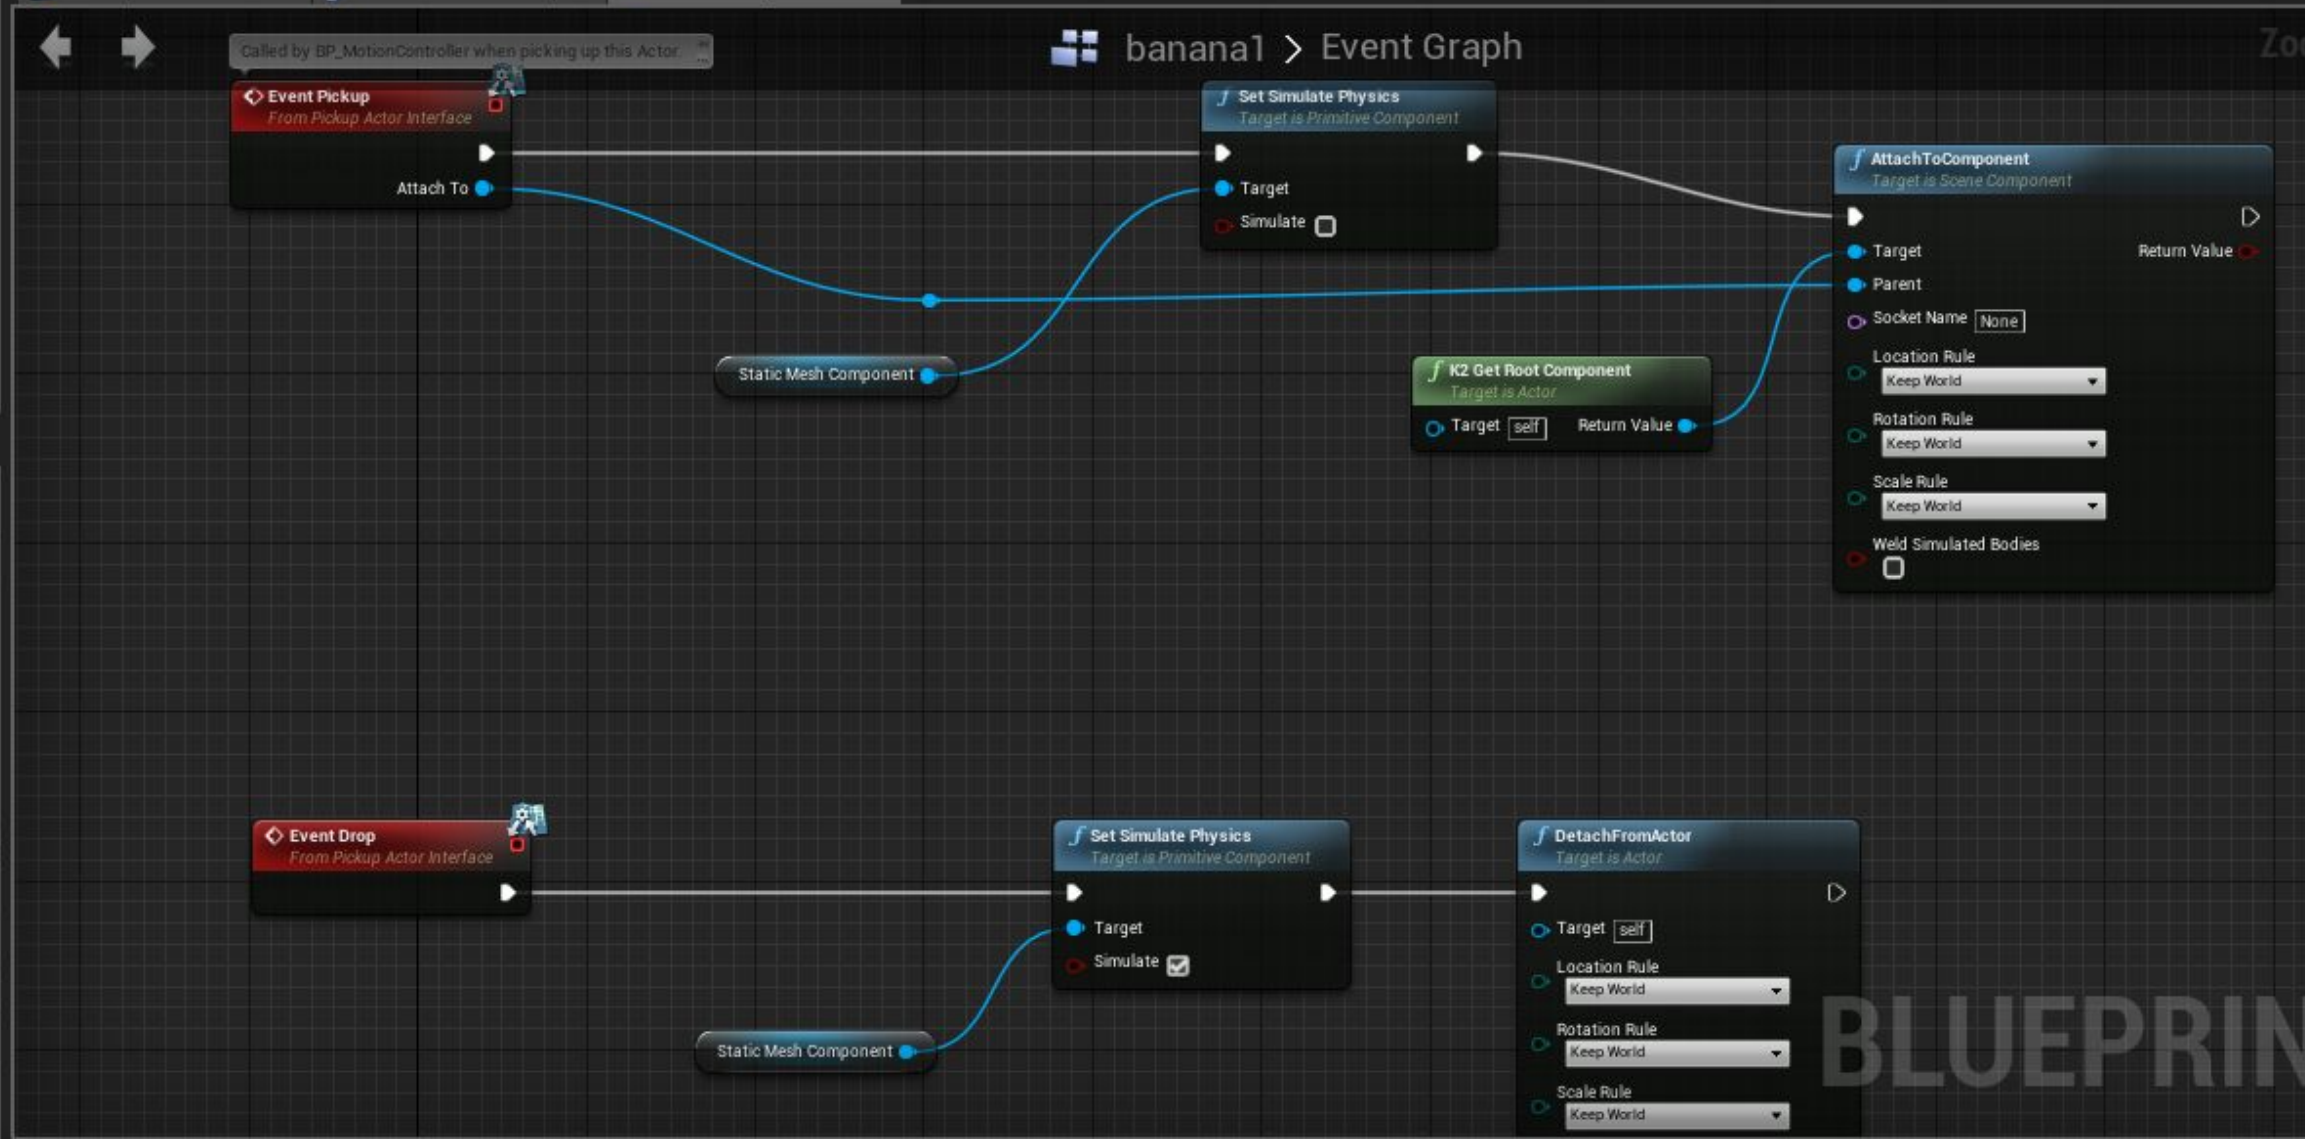 banana1 > Event Graph
Zoo
Called by BP_MotionController when picking up this Actor.
Event Pickup
From Pickup Actor Interface
Attach To
Set Simulate Physics
Target is Primitive Component
Target
Simulate
AttachToComponent
Target is Scene Component
Target
Return Value
Parent
Socket Name None
Location Rule
Keep World
Rotation Rule
Keep World
Scale Rule
Keep World
Weld Simulated Bodies
Static Mesh Component
K2 Get Root Component
Target is Actor
Target self Return Value
Event Drop
From Pickup Actor Interface
Set Simulate Physics
Target is Primitive Component
Target
Simulate
Static Mesh Component
DetachFromActor
Target is Actor
Target self
Location Rule
Keep World
Rotation Rule
Keep World
Scale Rule
Keep World
BLUEPRIN